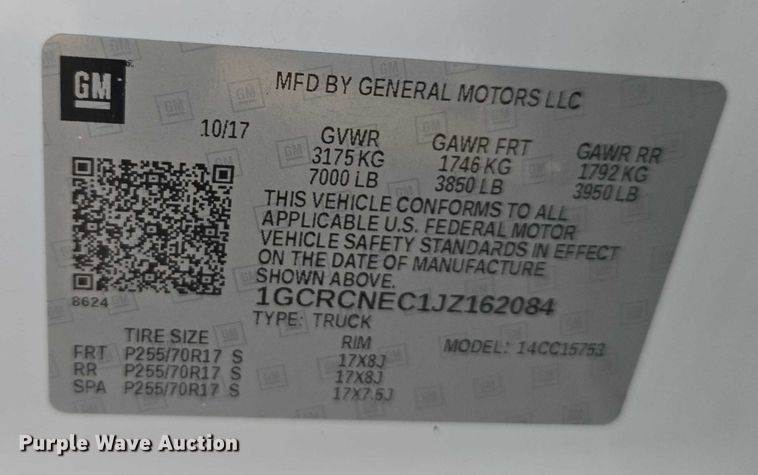 GM
MFD BY GENERAL MOTORS LLC
10/17
GVWR GAWR FRT GAWR RR
3175 KG 1746 KG 1792 KG
7000 LB 3850 LB 3950 LB
THIS VEHICLE CONFORMS TO ALL
APPLICABLE U.S. FEDERAL MOTOR
VEHICLE SAFETY STANDARDS IN EFFECT
ON THE DATE OF MANUFACTURE
SHOWN ABOVE.
8624
1GCRCNEC1JZ162084
TYPE: TRUCK
TIRE SIZE RIM MODEL: 14CC15753
FRT P255/70R17 S 17X8J
RR P255/70R17 S 17X8J
SPA P255/70R17 S 17X7.5J
Purple Wave Auction